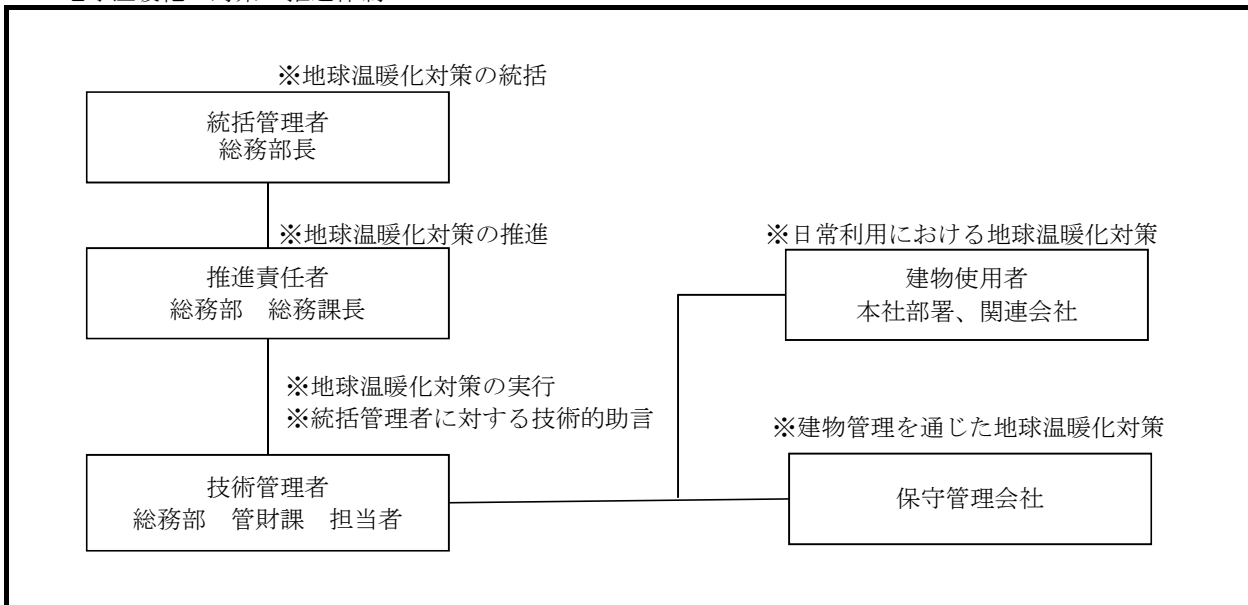 ※地球温暖化対策の統括
統括管理者
総務部長
※地球温暖化対策の推進
推進責任者
総務部　総務課長
※地球温暖化対策の実行
※統括管理者に対する技術的助言
技術管理者
総務部　管財課　担当者
※日常利用における地球温暖化対策
建物使用者
本社部署、関連会社
※建物管理を通じた地球温暖化対策
保守管理会社